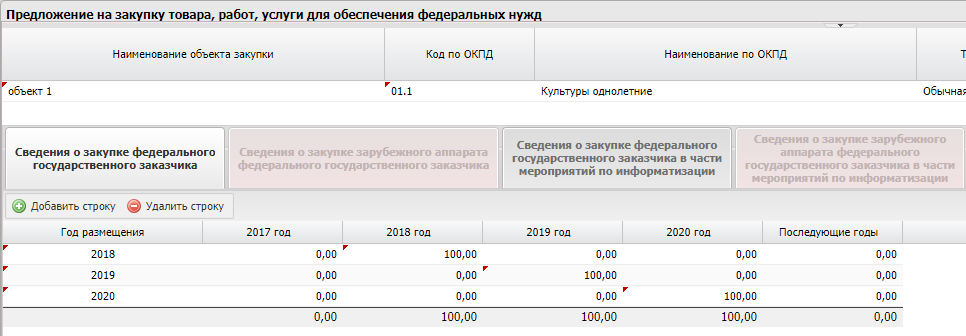 Предложение на закупку товара, работ, услуги для обеспечения федеральных нужд
Наименование объекта закупки Код по ОКПД Наименование по ОКПД Т
объект 1 01.1 Культуры однолетние Обычная
Сведения о закупке федерального
государственного заказчика
Сведения о закупке зарубежного аппарата
федерального государственного заказчика
Сведения о закупке федерального
государственного заказчика в части
мероприятий по информатизации
Сведения о закупке зарубежного
аппарата федерального
государственного заказчика в части
мероприятий по информатизации
Добавить строку Удалить строку
Год размещения 2017 год 2018 год 2019 год 2020 год Последующие годы
2018 0,00 100,00 0,00 0,00 0,00
2019 0,00 0,00 100,00 0,00 0,00
2020 0,00 0,00 0,00 100,00 0,00
0,00 100,00 100,00 100,00 0,00